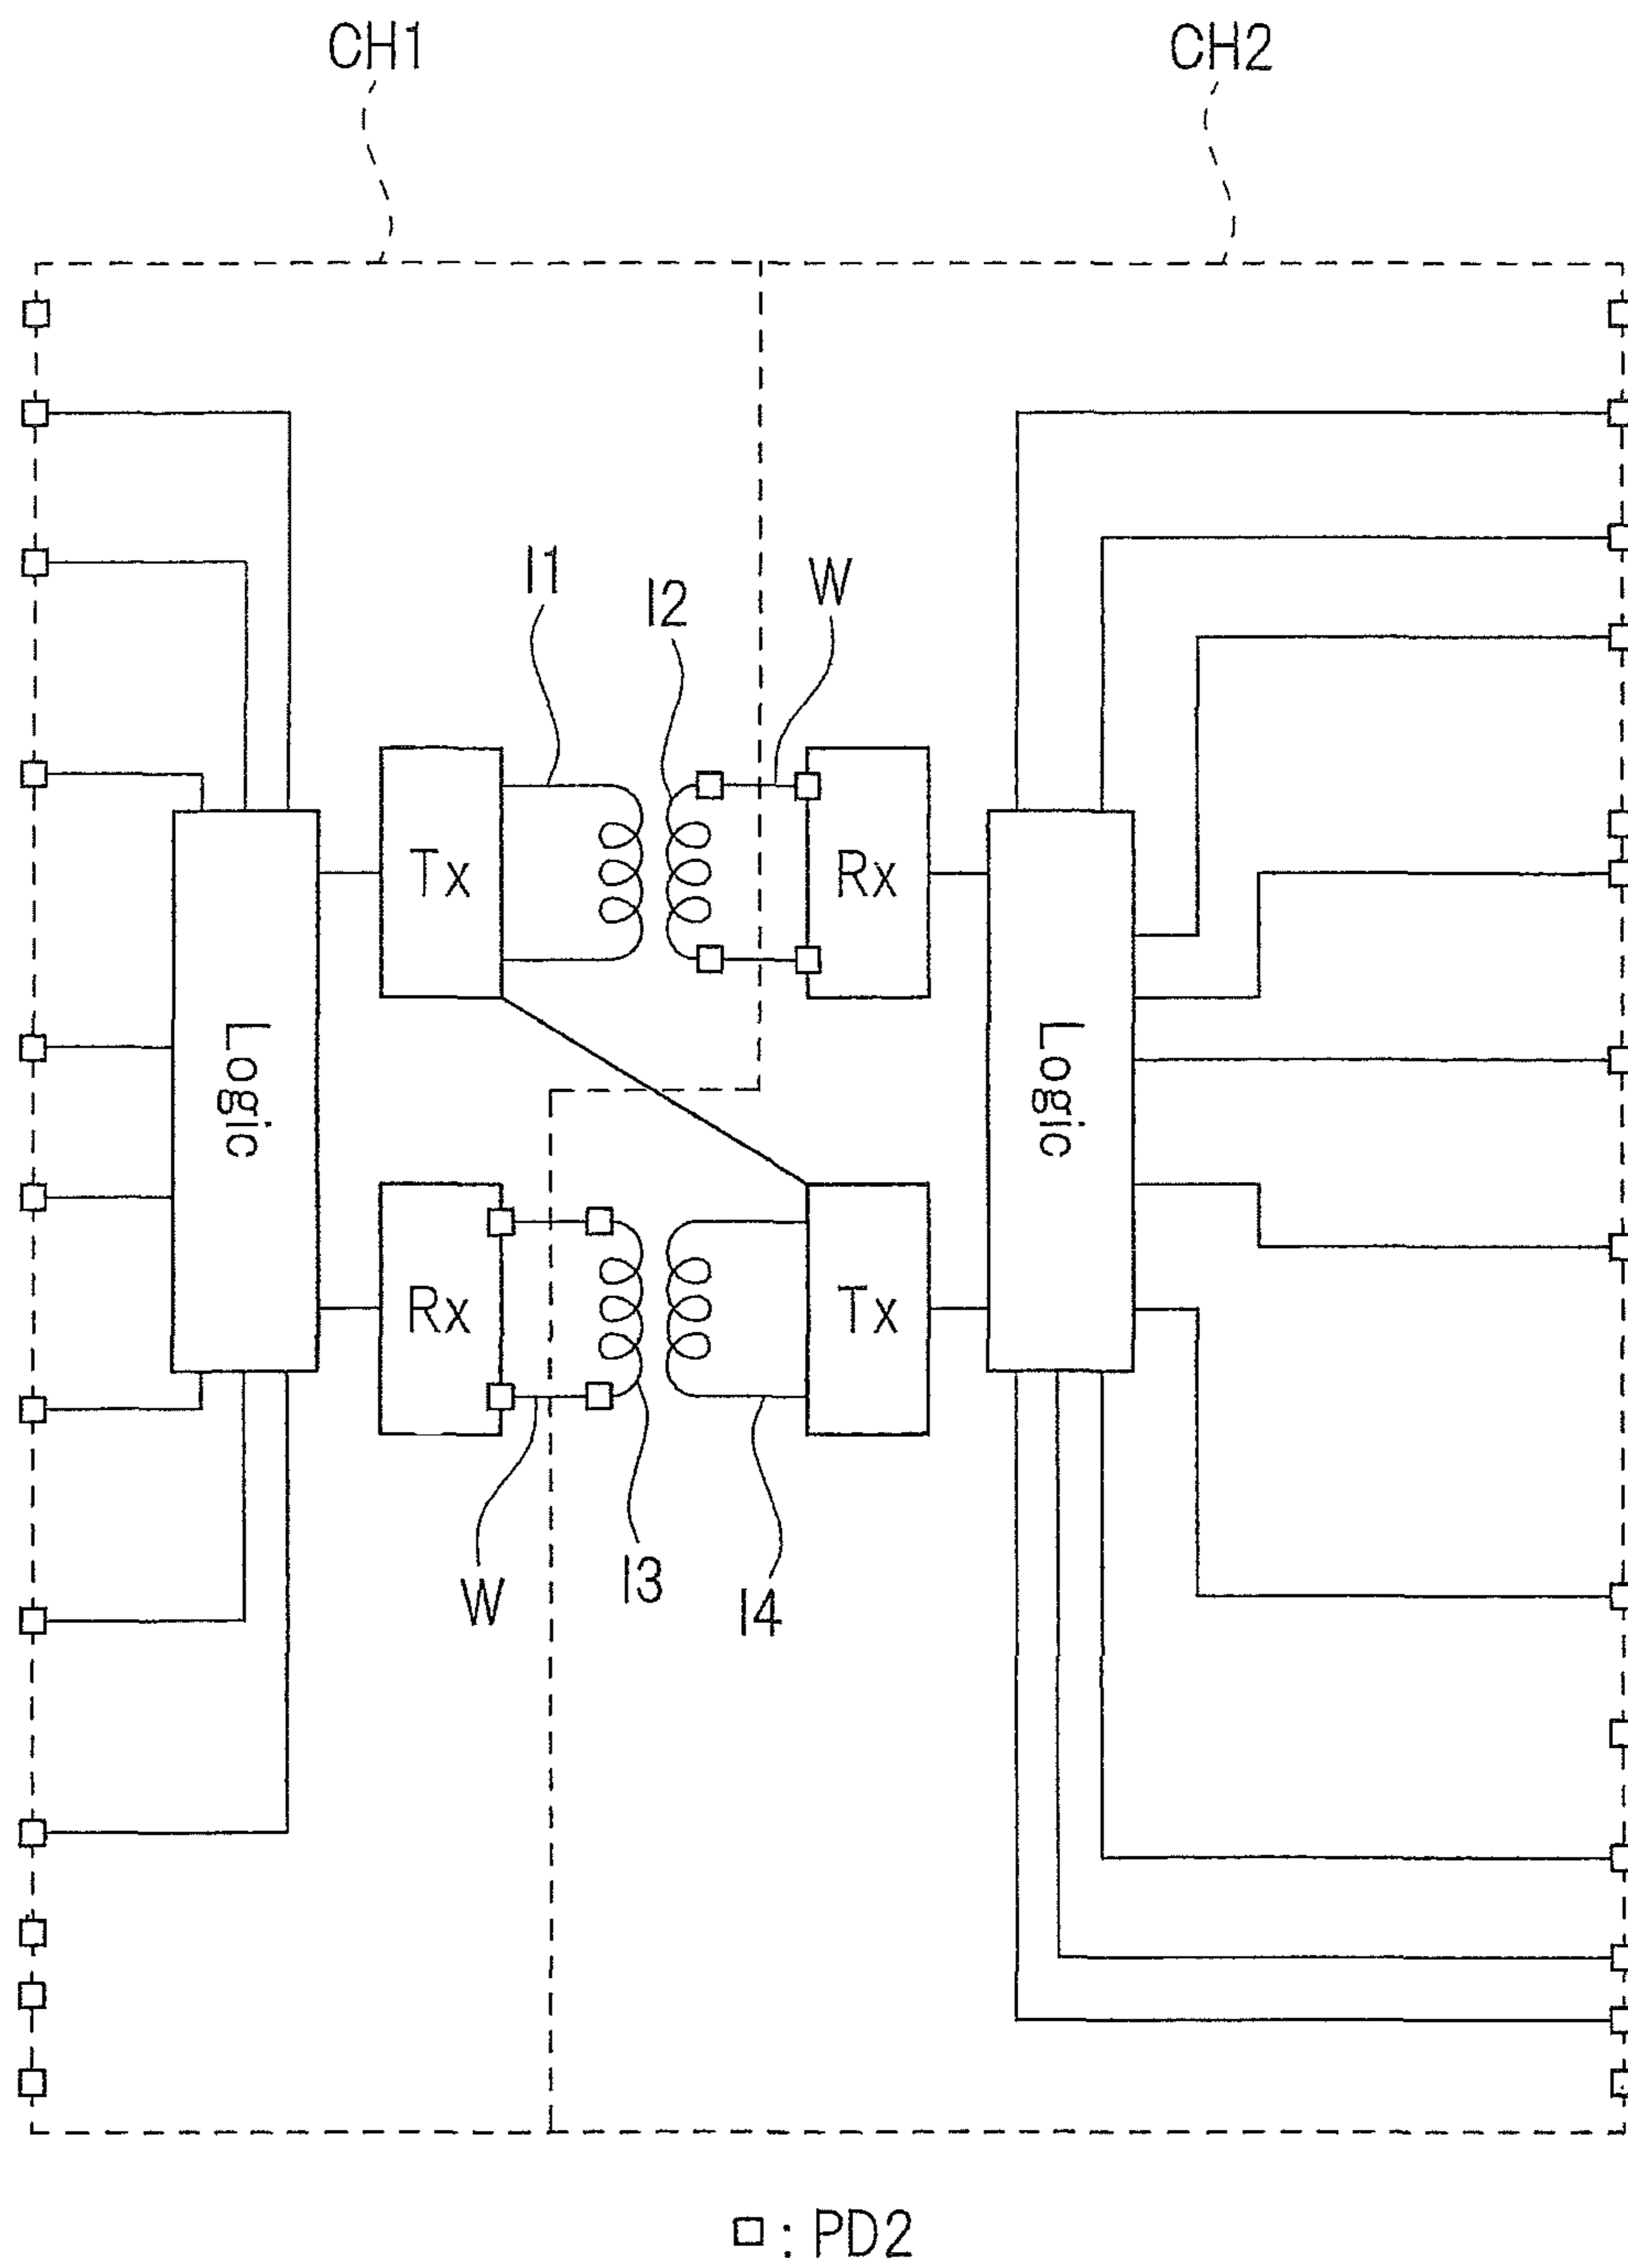 CH1
CH2
I1
I2
W
Tx
Rx
Logic
Logic
Rx
Tx
W
I3
I4
□ : PD2